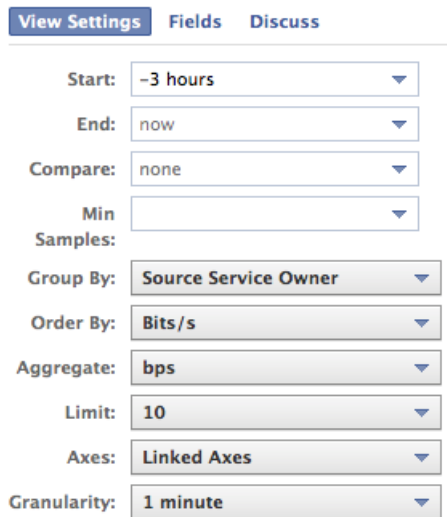 View Settings Fields Discuss
Start: −3 hours
End: now
Compare: none
Min
Samples:
Group By: Source Service Owner
Order By: Bits/s
Aggregate: bps
Limit: 10
Axes: Linked Axes
Granularity: 1 minute